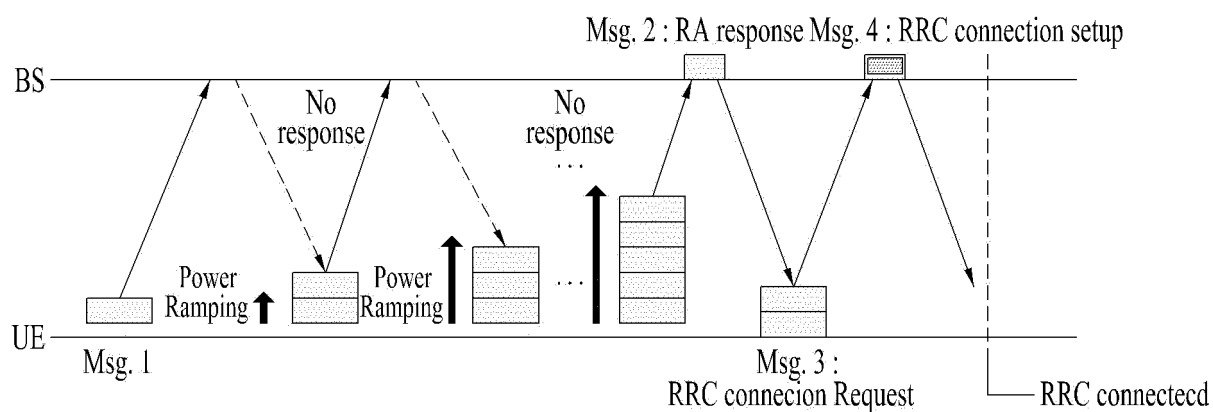 Msg. 2 : RA response Msg. 4 : RRC connection setup
BS
No
response
No
response
...
Power
Ramping
Power
Ramping
...
UE
Msg. 1
Msg. 3 :
RRC connecion Request
RRC connectecd